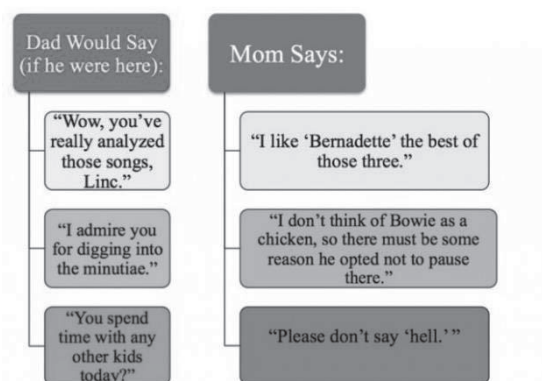 Dad Would Say
(if he were here):
“Wow, you’ve
really analyzed
those songs,
Linc.”
“I admire you
for digging into
the minutiae.”
“You spend
time with any
other kids
today?”
Mom Says:
“I like ‘Bernadette’ the best of
those three.”
“I don’t think of Bowie as a
chicken, so there must be some
reason he opted not to pause
there.”
“Please don’t say ‘hell.’”